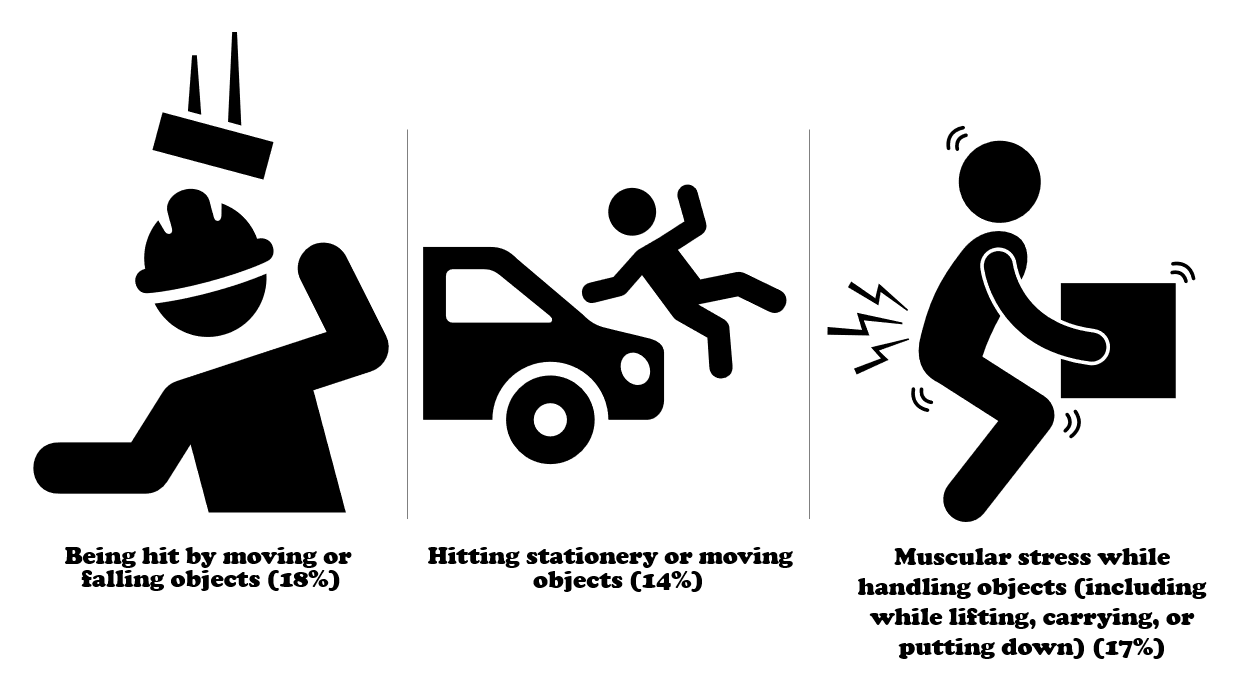 Being hit by moving or
falling objects (18%)
Hitting stationery or moving
objects (14%)
Muscular stress while
handling objects (including
while lifting, carrying, or
putting down) (17%)